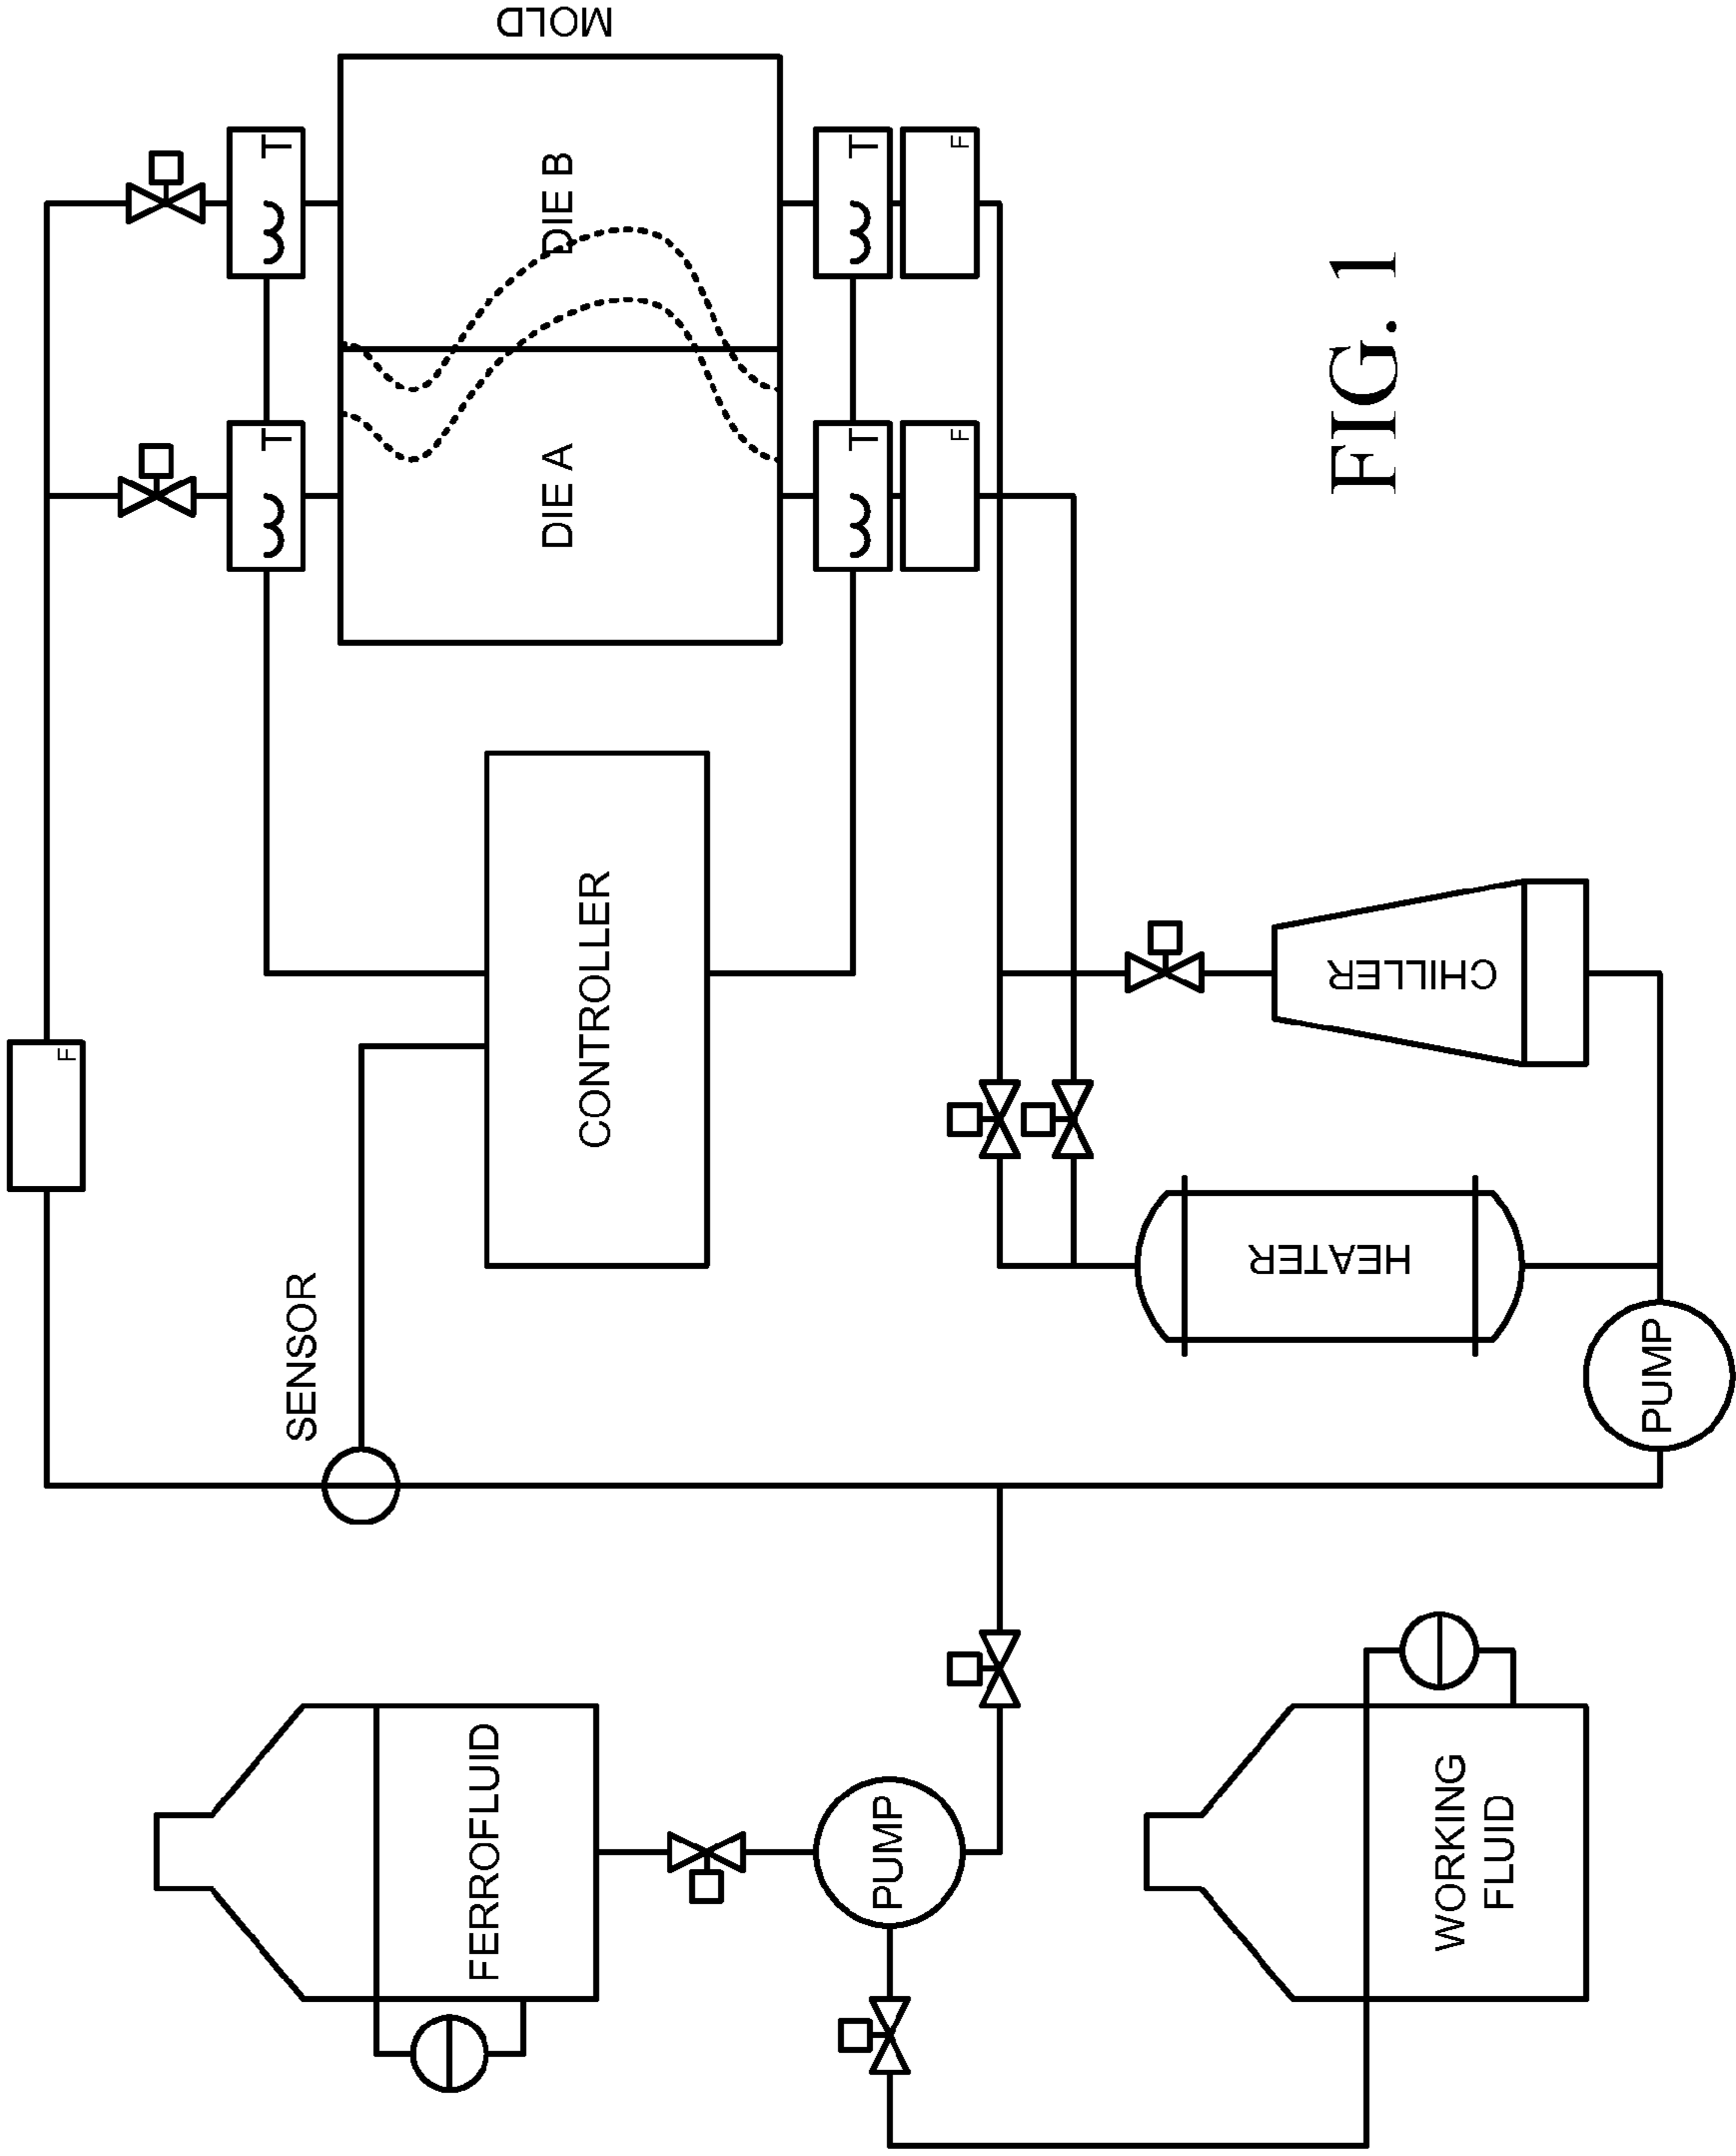 MOLD
T
T
DIE B
DIE A
T
F
T
F
F
CONTROLLER
SENSOR
HEATER
CHILLER
PUMP
FERROFLUID
PUMP
WORKING
FLUID
FIG. 1